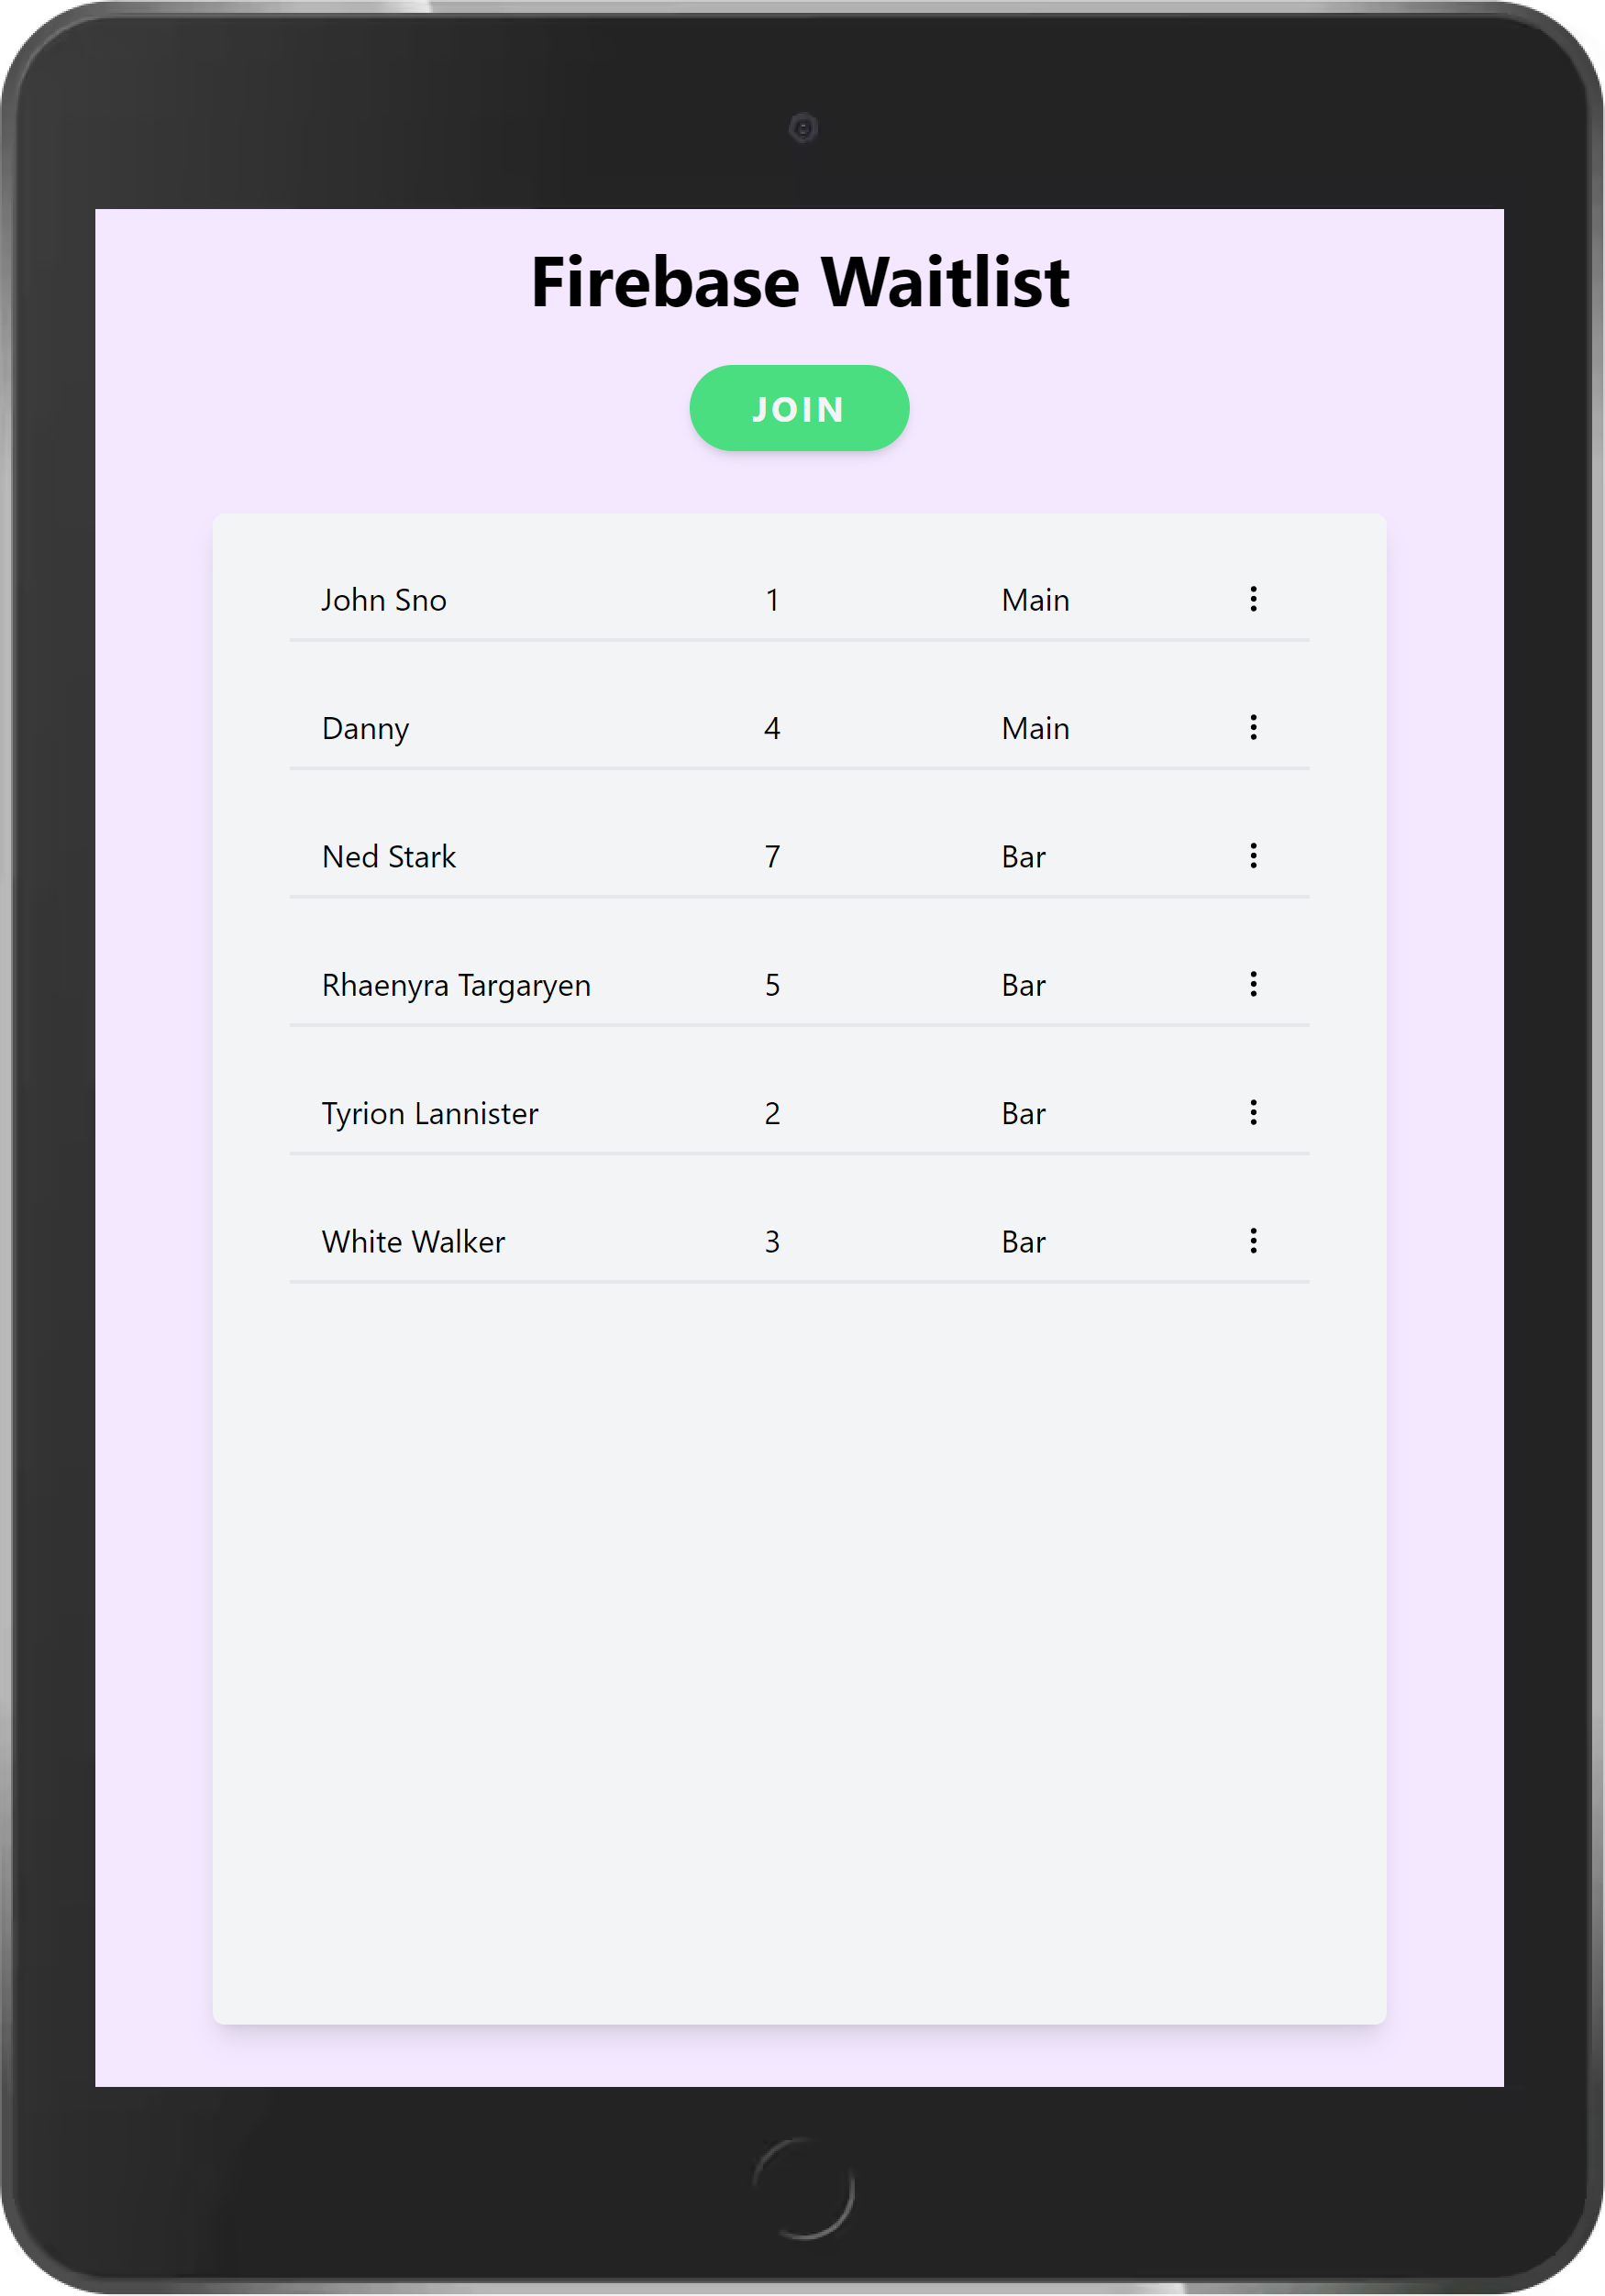 Firebase Waitlist
JOIN
John Sno 1 Main
Danny 4 Main
Ned Stark 7 Bar
Rhaenyra Targaryen 5 Bar
Tyrion Lannister 2 Bar
White Walker 3 Bar